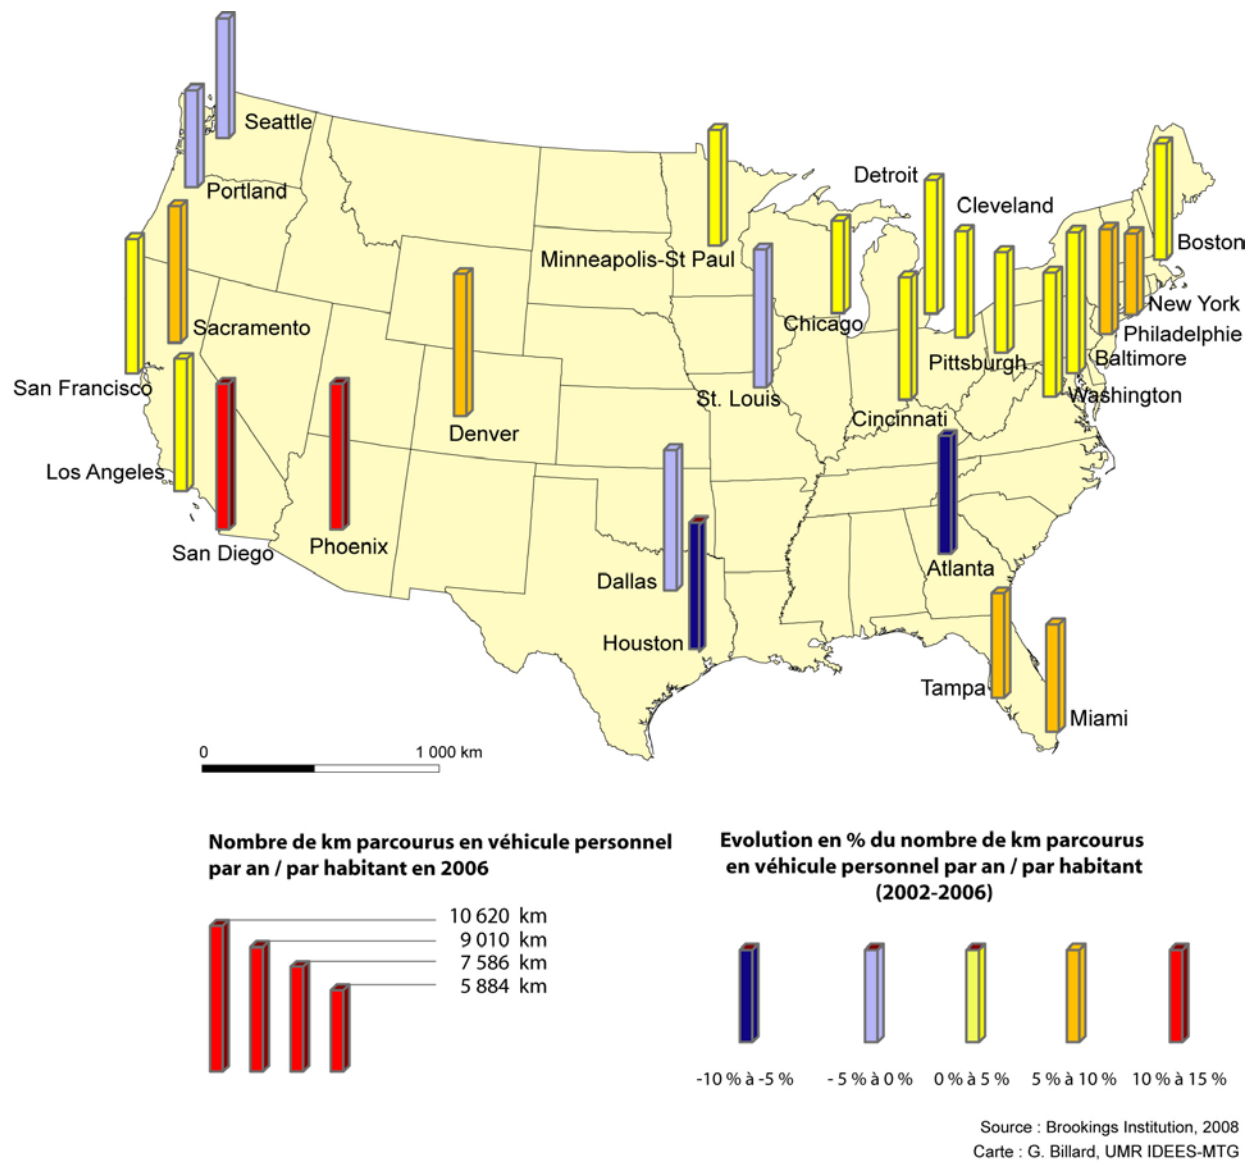 Seattle
Portland
Detroit
Cleveland
Boston
Minneapolis-St Paul
New York
Chicago
Sacramento
Philadelphie
Baltimore
Pittsburgh
San Francisco
St. Louis
Washington
Cincinnati
Denver
Los Angeles
Phoenix
San Diego
Atlanta
Dallas
Houston
Tampa
Miami
0 1 000 km
Nombre de km parcourus en véhicule personnel
par an / par habitant en 2006
10 620 km
9 010 km
7 586 km
5 884 km
Evolution en % du nombre de km parcourus
en véhicule personnel par an / par habitant
(2002-2006)
-10 % à -5 % - 5 % à 0 % 0 % à 5 % 5 % à 10 % 10 % à 15 %
Source : Brookings Institution, 2008
Carte : G. Billard, UMR IDEES-MTG